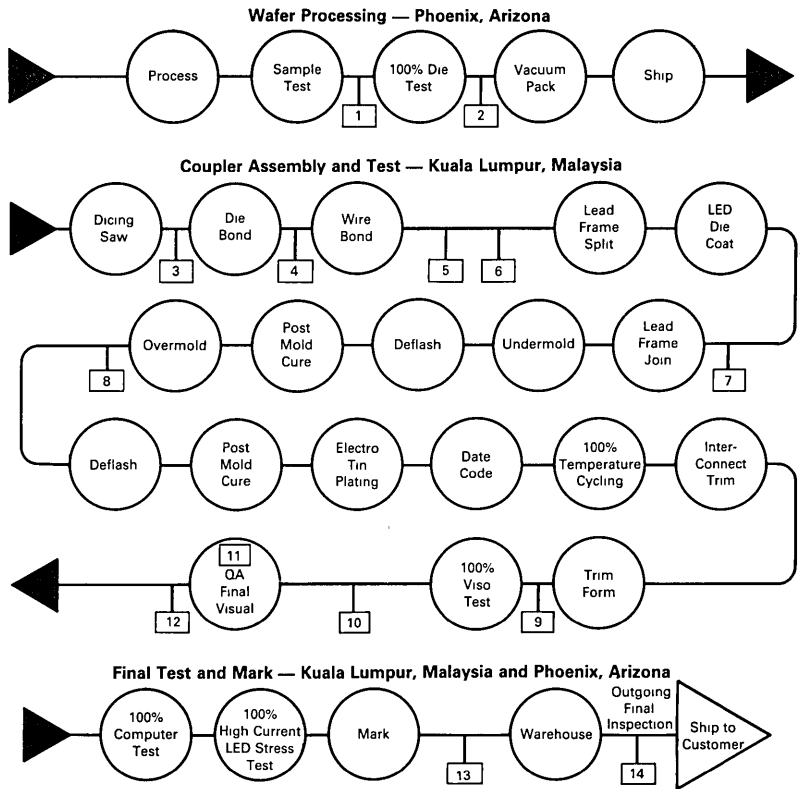 Wafer Processing — Phoenix, Arizona
Process
Sample
Test
1
100% Die
Test
2
Vacuum
Pack
Ship
Coupler Assembly and Test — Kuala Lumpur, Malaysia
Dicing
Saw
3
Die
Bond
4
Wire
Bond
5
6
Lead
Frame
Split
LED
Die
Coat
7
Lead
Frame
Join
Undermold
Deflash
Post
Mold
Cure
Overmold
8
Deflash
Post
Mold
Cure
Electro
Tin
Plating
Date
Code
100%
Temperature
Cycling
Inter-
Connect
Trim
Trim
Form
9
100%
Viso
Test
10
11
QA
Final
Visual
12
Final Test and Mark — Kuala Lumpur, Malaysia and Phoenix, Arizona
100%
Computer
Test
100%
High Current
LED Stress
Test
Mark
13
Warehouse
Outgoing
Final
Inspection
14
Ship to
Customer